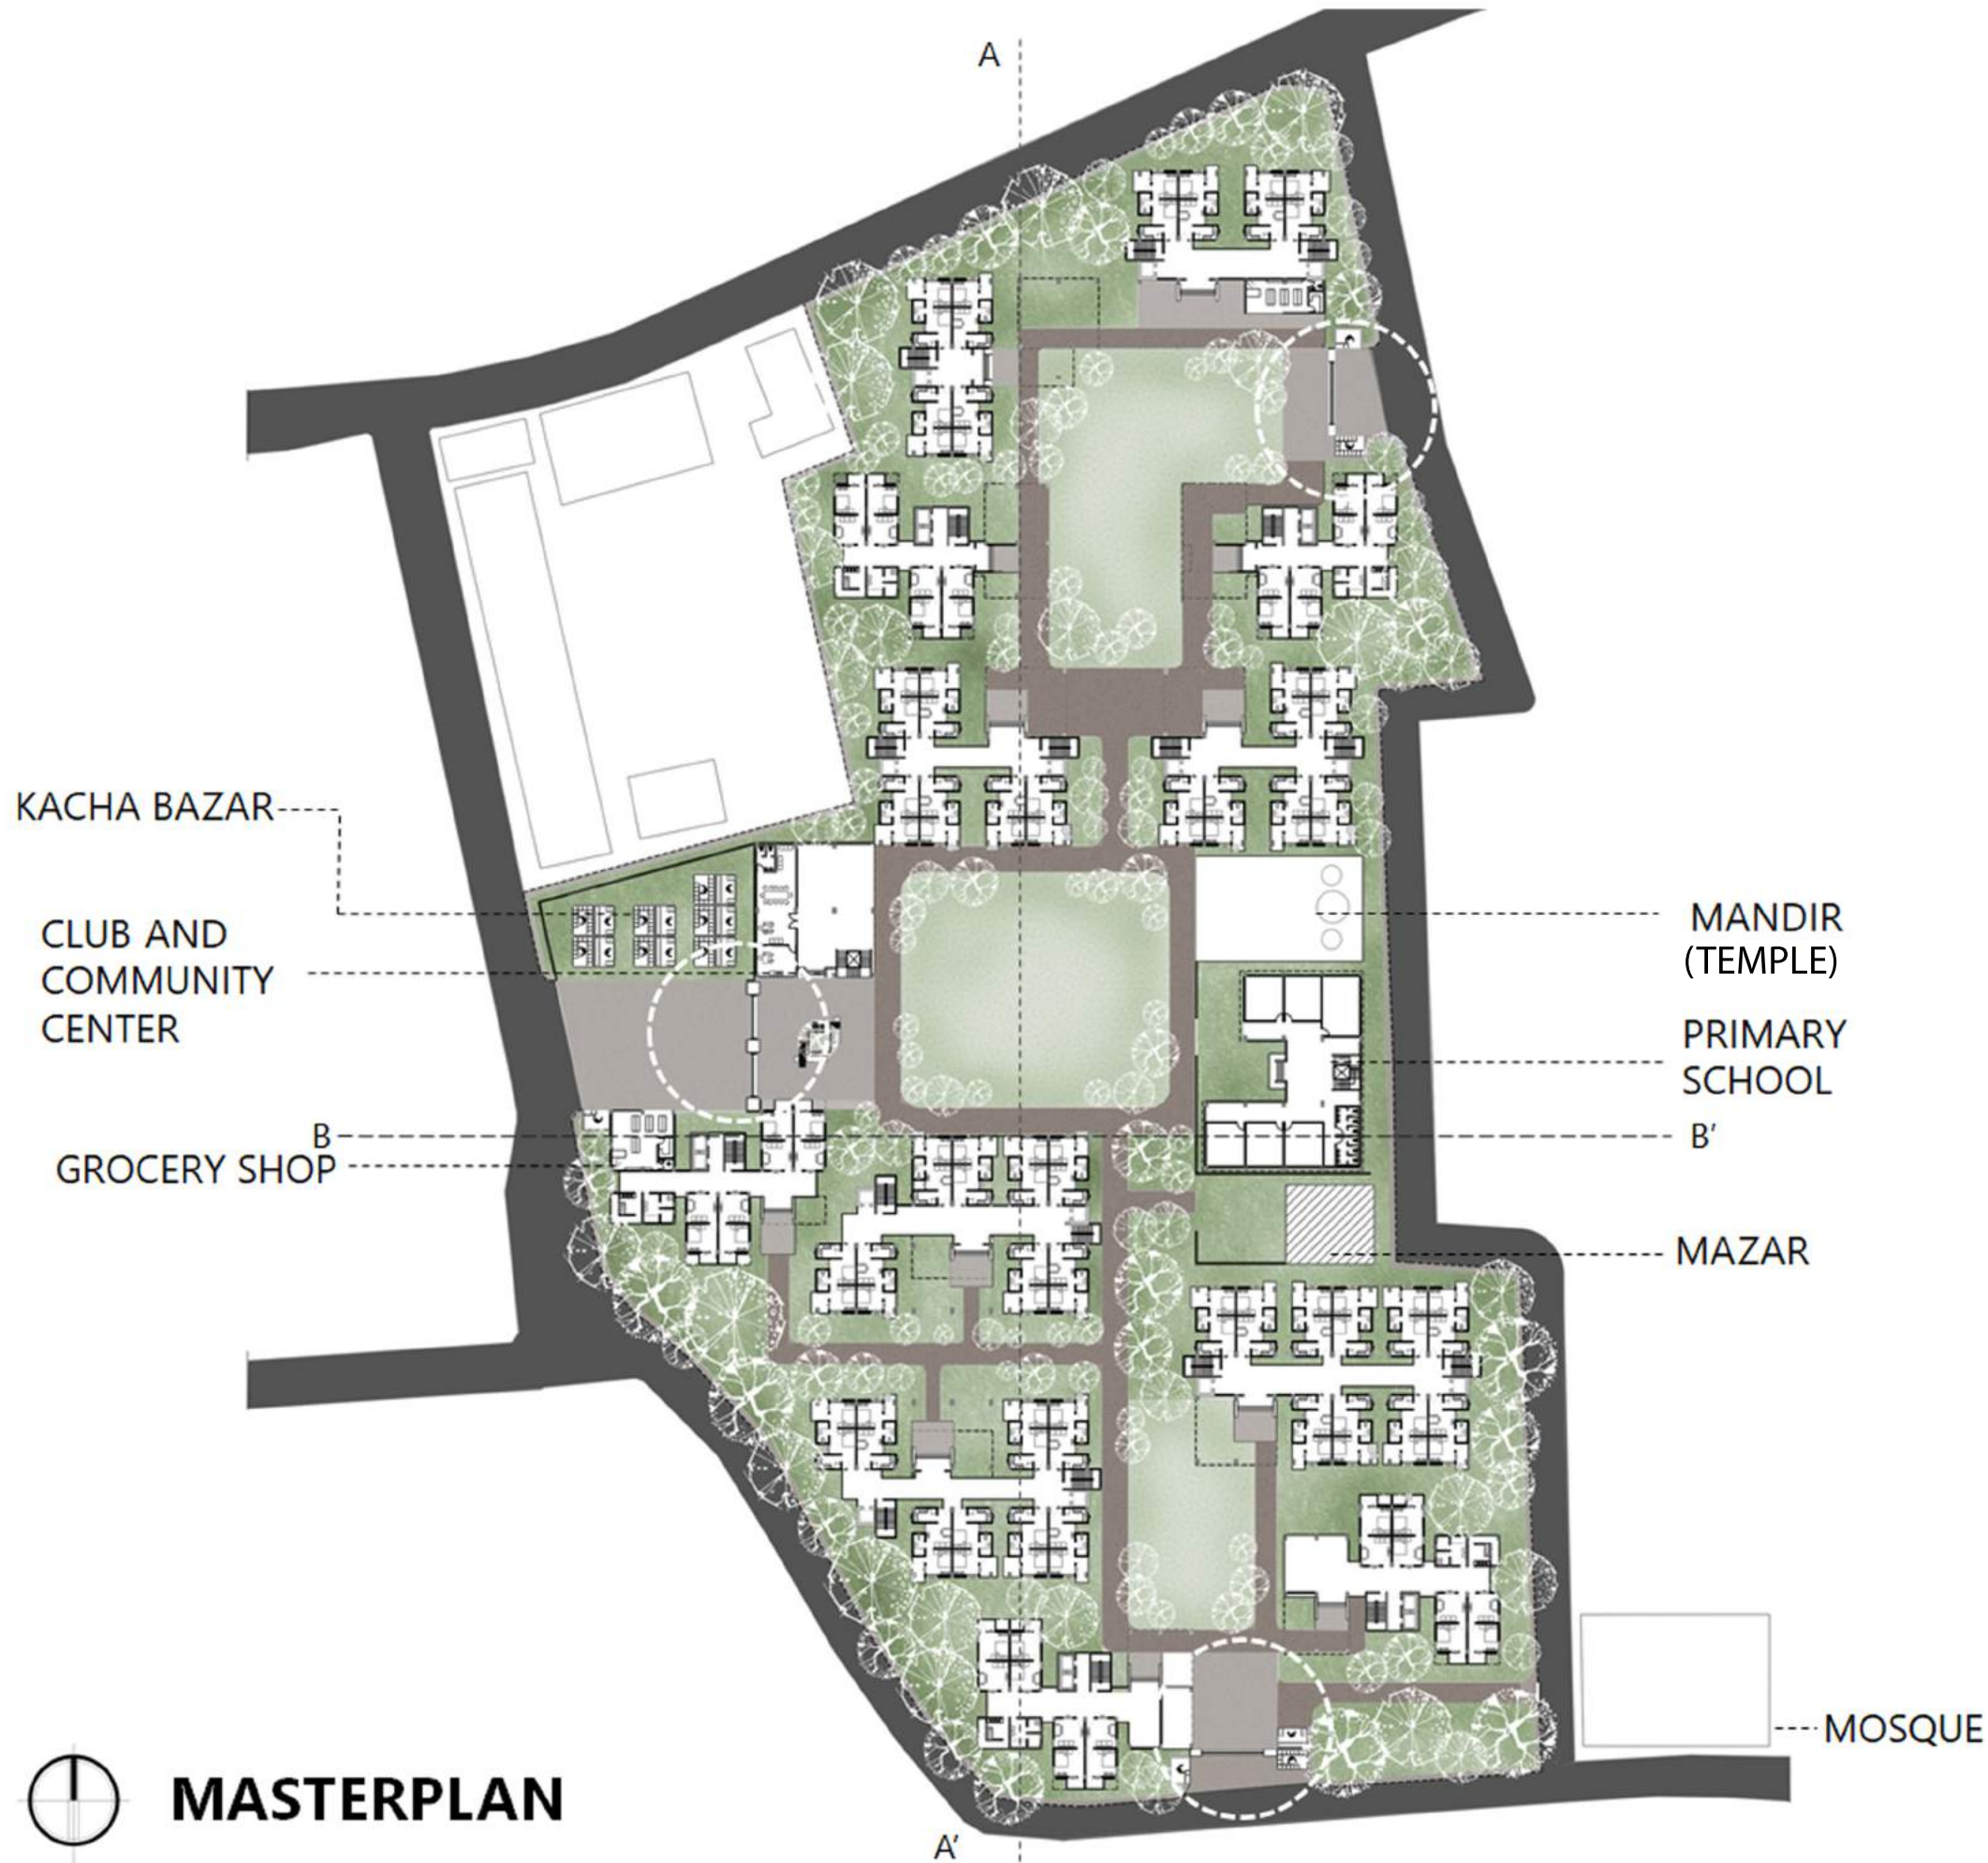 A
KACHA BAZAR
CLUB AND
COMMUNITY
CENTER
MANDIR
(TEMPLE)
PRIMARY
SCHOOL
B
B'
GROCERY SHOP
MAZAR
MOSQUE
MASTERPLAN
A'